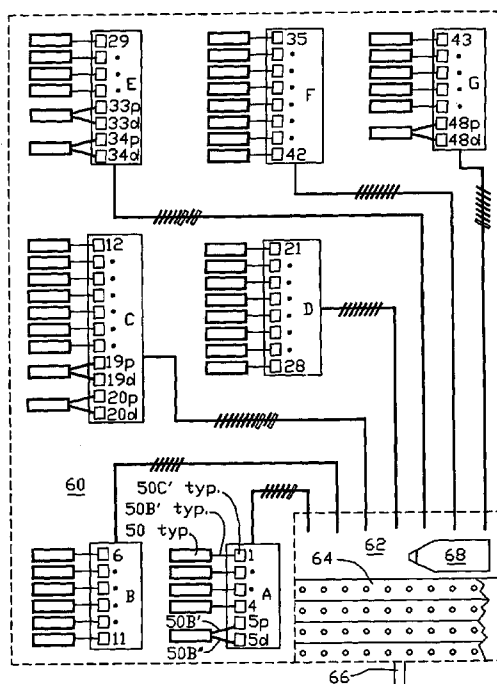 29
E
33p
33d
34p
34d
35
F
42
43
G
48p
48d
12
C
19p
19d
20p
20d
21
D
28
60
50C' typ.
50B' typ.
50 typ.
6
B
11
1
A
4
5p
5d
50B'
50B"
62
64
68
66